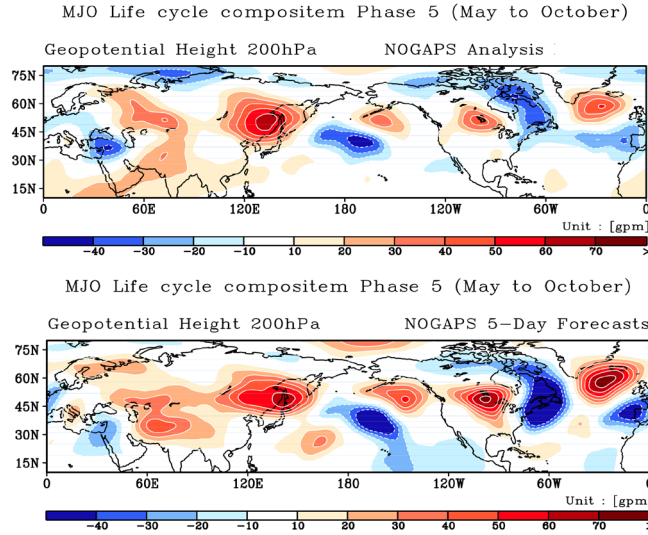 MJO Life cycle compositem Phase 5 (May to October)
Geopotential Height 200hPa NOGAPS Analysis
75N
60N
45N
30N
15N
0 60E 120E 180 120W 60W 0
Unit : [gpm]
-40 -30 -20 -10 10 20 30 40 50 60 70 >
MJO Life cycle compositem Phase 5 (May to October)
Geopotential Height 200hPa NOGAPS 5-Day Forecasts
75N
60N
45N
30N
15N
0 60E 120E 180 120W 60W 0
Unit : [gpm]
-40 -30 -20 -10 10 20 30 40 50 60 70 >